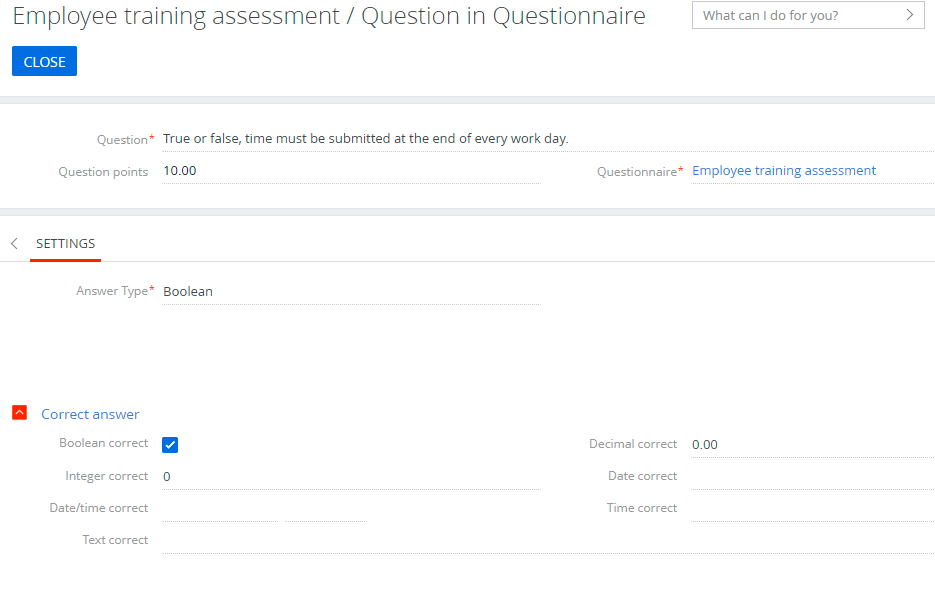 Employee training assessment / Question in Questionnaire
What can I do for you?
CLOSE
Question* True or false, time must be submitted at the end of every work day.
Question points 10.00 Questionnaire* Employee training assessment
SETTINGS
Answer Type* Boolean
Correct answer
Boolean correct Decimal correct 0.00
Integer correct 0 Date correct
Date/time correct Time correct
Text correct